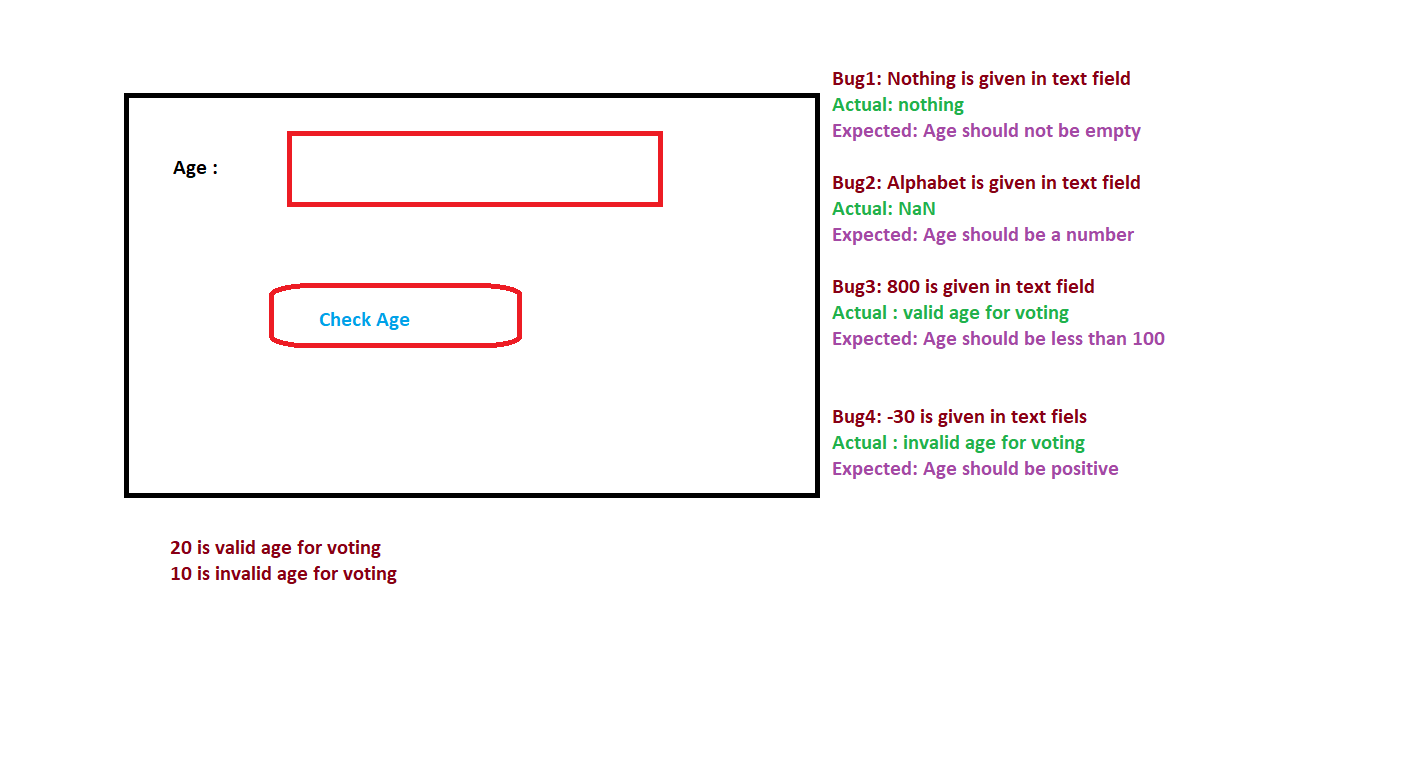 Age :
Check Age
20 is valid age for voting
10 is invalid age for voting
Bug1: Nothing is given in text field
Actual: nothing
Expected: Age should not be empty
Bug2: Alphabet is given in text field
Actual: NaN
Expected: Age should be a number
Bug3: 800 is given in text field
Actual : valid age for voting
Expected: Age should be less than 100
Bug4: -30 is given in text fiels
Actual : invalid age for voting
Expected: Age should be positive